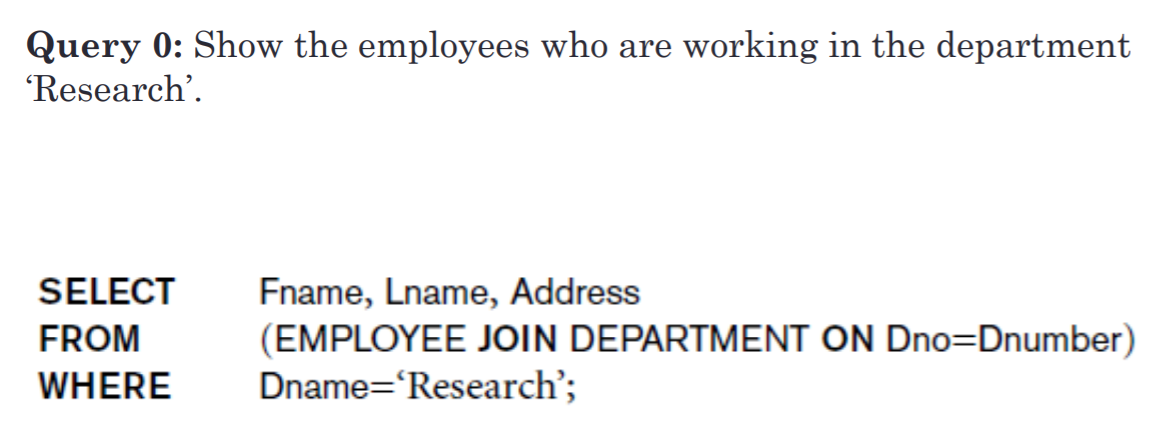 Query 0: Show the employees who are working in the department
‘Research’.
SELECT Fname, Lname, Address
FROM (EMPLOYEE JOIN DEPARTMENT ON Dno=Dnumber)
WHERE Dname=‘Research’;